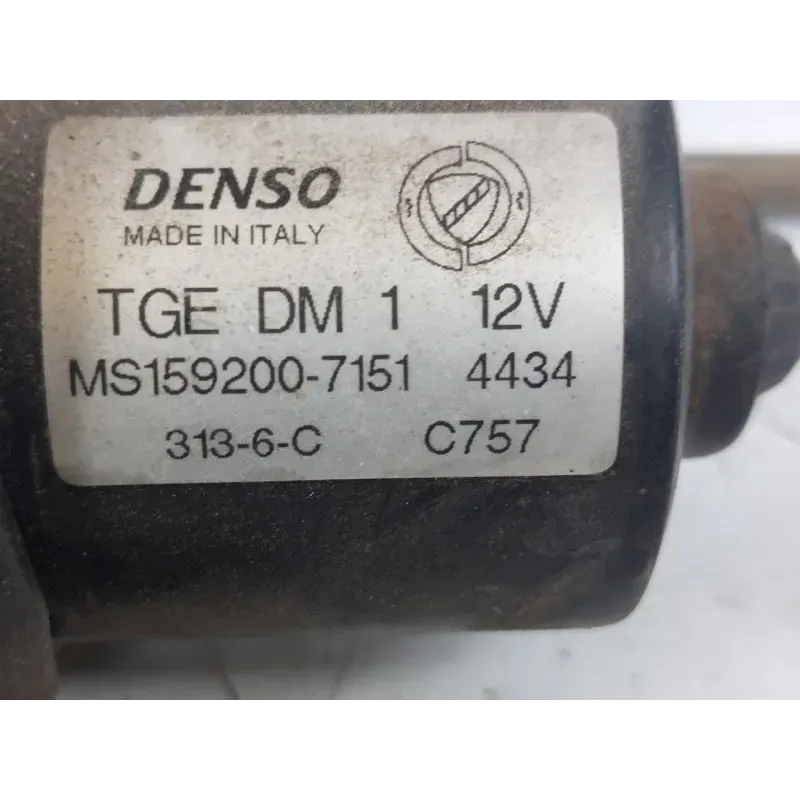 DENSO
MADE IN ITALY
TGE DM 1 12V
MS159200-7151 4434
313-6-C C757